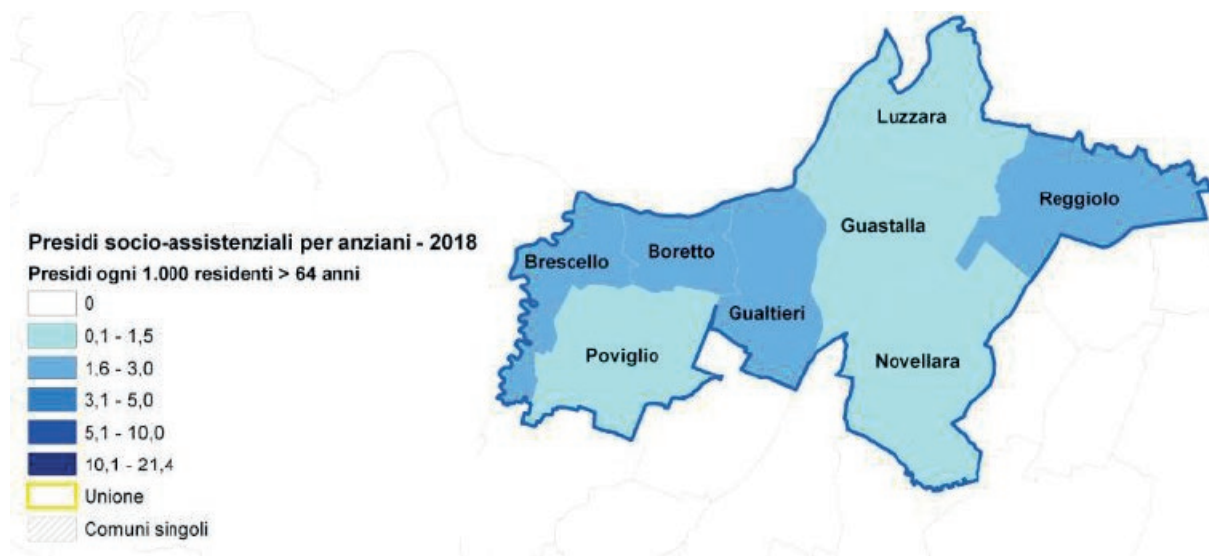 Luzzara
Reggiolo
Guastalla
Presidi socio-assistenziali per anziani - 2018
Boretto
Brescello
Presidi ogni 1.000 residenti > 64 anni
0
Gualtieri
0,1 - 1,5
Poviglio
Novellara
1,6 - 3,0
3,1 - 5,0
5,1 - 10,0
10,1 - 21,4
Unione
Comuni singoli